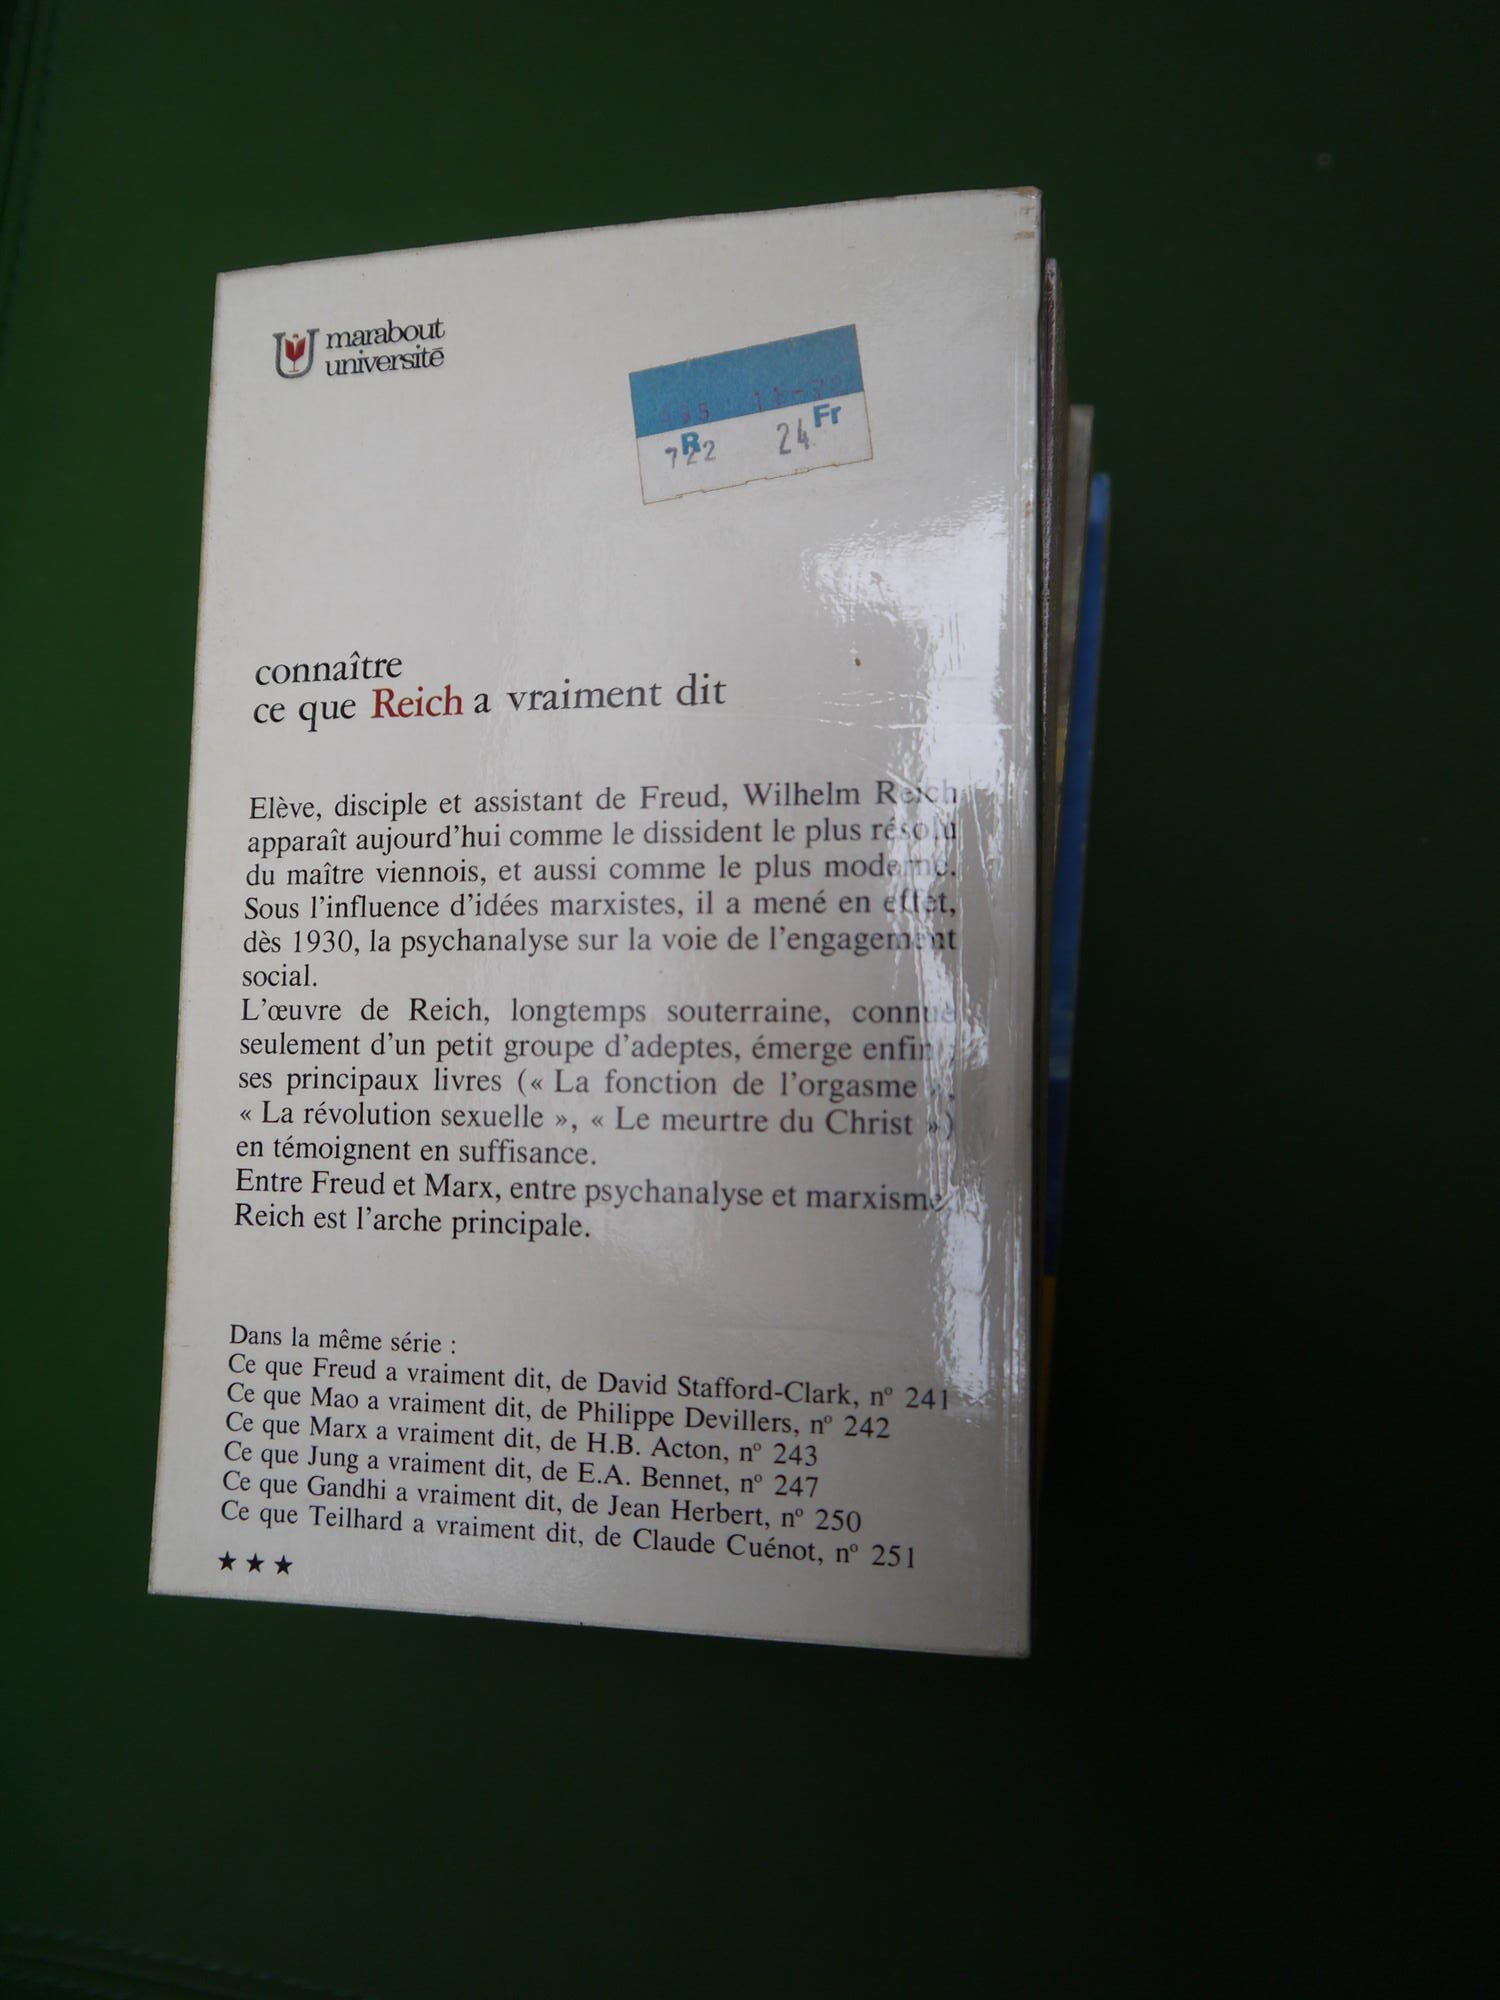 marabout
université
11-7
7R22 24Fr
connaître
ce que Reich a vraiment dit
Elève, disciple et assistant de Freud, Wilhelm Reich
apparaît aujourd'hui comme le dissident le plus résolu
du maître viennois, et aussi comme le plus moderne.
Sous l'influence d'idées marxistes, il a mené en effet,
dès 1930, la psychanalyse sur la voie de l'engagement
social.
L'œuvre de Reich, longtemps souterraine, connue
seulement d'un petit groupe d'adeptes, émerge enfin ;
ses principaux livres (« La fonction de l'orgasme »,
« La révolution sexuelle », « Le meurtre du Christ »)
en témoignent en suffisance.
Entre Freud et Marx, entre psychanalyse et marxisme,
Reich est l'arche principale.
Dans la même série :
Ce que Freud a vraiment dit, de David Stafford-Clark, nº 241
Ce que Mao a vraiment dit, de Philippe Devillers, nº 242
Ce que Marx a vraiment dit, de H.B. Acton, nº 243
Ce que Jung a vraiment dit, de E.A. Bennet, nº 247
Ce que Gandhi a vraiment dit, de Jean Herbert, nº 250
Ce que Teilhard a vraiment dit, de Claude Cuénot, nº 251
★ ★ ★